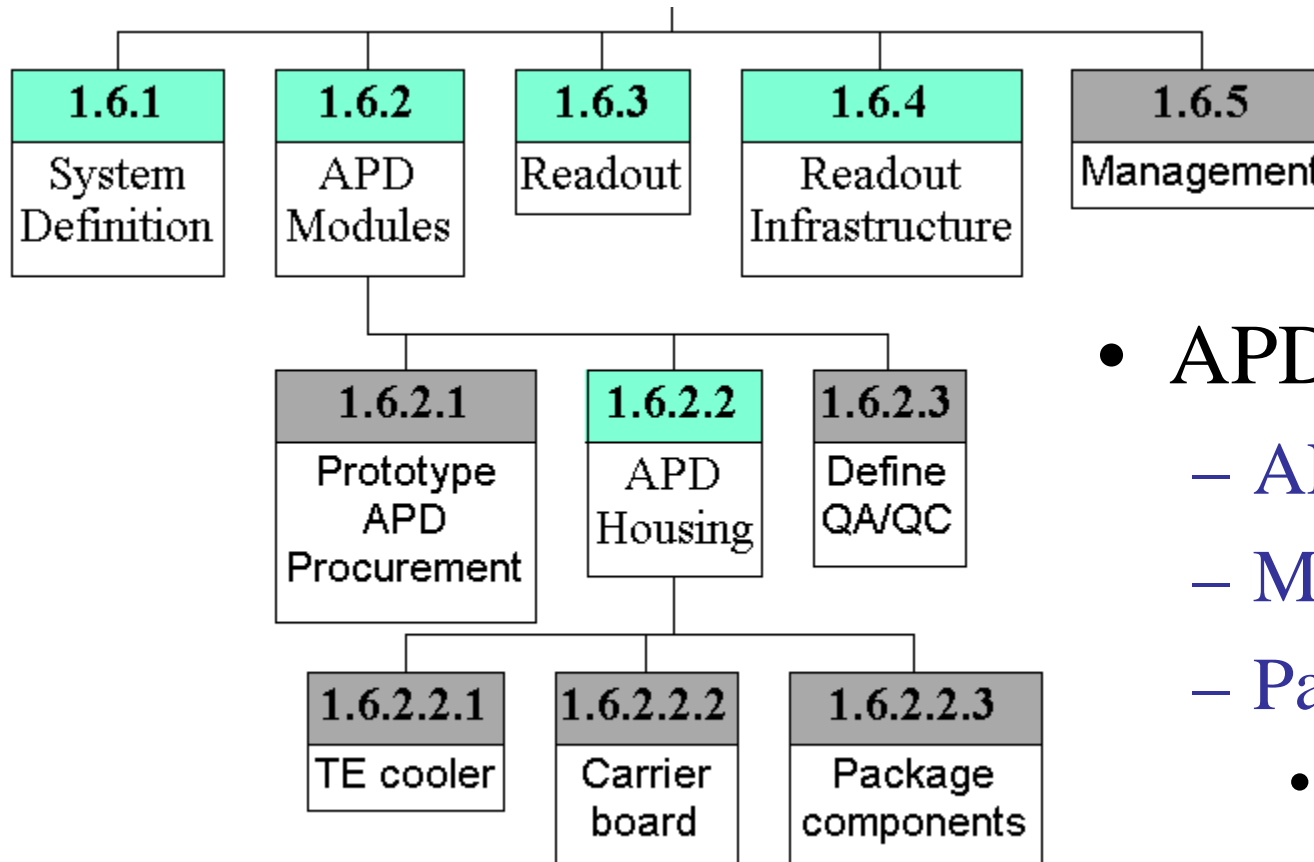 1.6.1
System
Definition
1.6.2
APD
Modules
1.6.3
Readout
1.6.4
Readout
Infrastructure
1.6.5
Management
1.6.2.1
Prototype
APD
Procurement
1.6.2.2
APD
Housing
1.6.2.3
Define
QA/QC
1.6.2.2.1
TE cooler
1.6.2.2.2
Carrier
board
1.6.2.2.3
Package
components
• APD
–
– M
– Pa
•